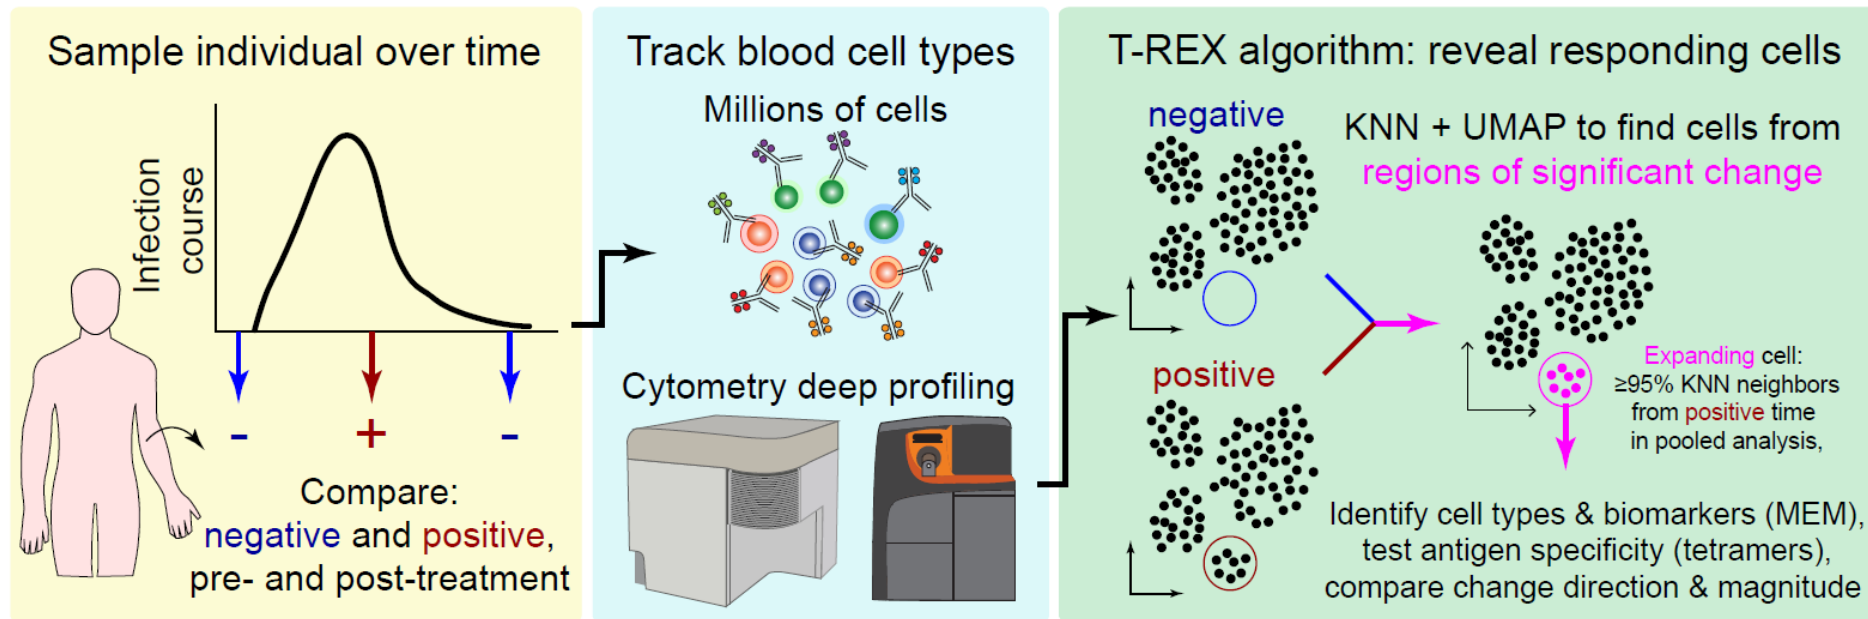 Sample individual over time
Infection
course
-
+
-
Compare:
negative and positive,
pre- and post-treatment
Track blood cell types
Millions of cells
Cytometry deep profiling
T-REX algorithm: reveal responding cells
negative
positive
KNN + UMAP to find cells from
regions of significant change
Expanding cell:
≥95% KNN neighbors
from positive time
in pooled analysis,
Identify cell types & biomarkers (MEM),
test antigen specificity (tetramers),
compare change direction & magnitude